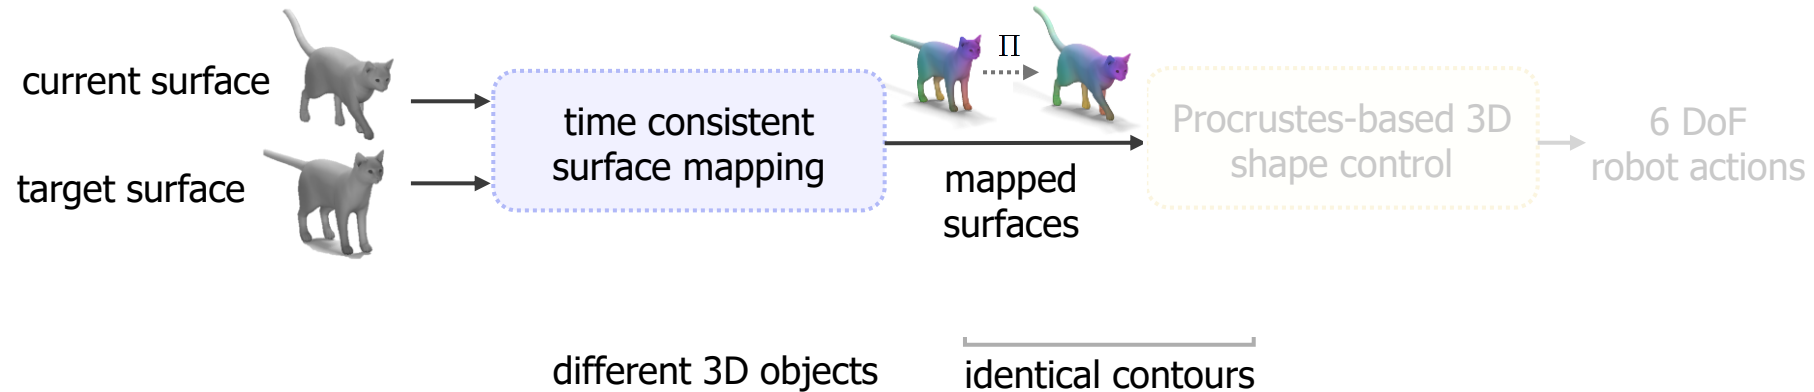 current surface
target surface
time consistent
surface mapping
Π
mapped
surfaces
Procrustes-based 3D
shape control
6 DoF
robot actions
different 3D objects
identical contours